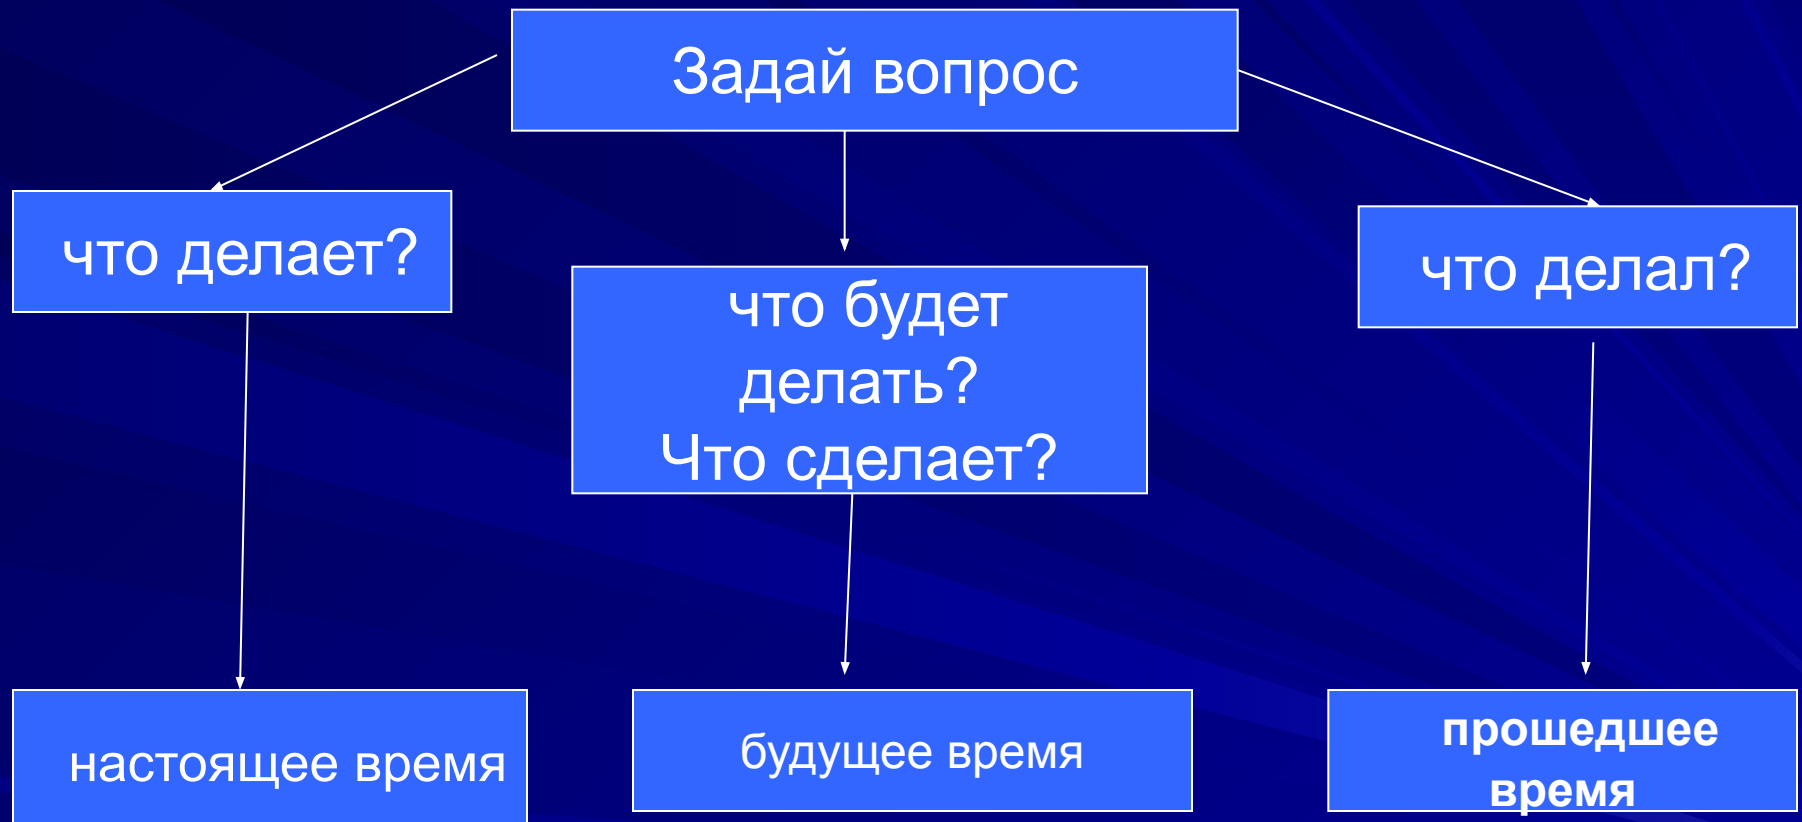 Задай вопрос
что делает?
что будет
делать?
Что сделает?
что делал?
настоящее время
будущее время
прошедшее
время